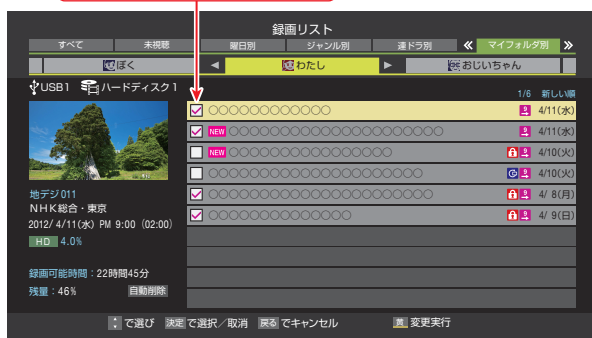 録画リスト
すべて 未視聴 曜日別 ジャンル別 連ドラ別 « マイフォルダ別 »
ぼく ◀ わたし ▶ おじいちゃん
USB1 ハードディスク1
1/6 新しい順
○○○○○○○○○○○ 4/11(水)
NEW ○○○○○○○○○○○○○○○○○○○○ 4/11(水)
NEW ○○○○○○○○○○○○○○○ 4/10(火)
○○○○○○○○○○○○○○○○○○○○ 4/10(火)
○○○○○○○○○○○○○○○○○○○○○ 4/ 8(月)
○○○○○○○○○○○○○ 4/ 9(日)
地デジ011
NHK総合・東京
2012/ 4/11(水) PM 9:00 (02:00)
HD 4.0%
録画可能時間：22時間45分
残量：46% 自動削除
で選び 決定 で選択／取消 戻る でキャンセル 黄 変更実行